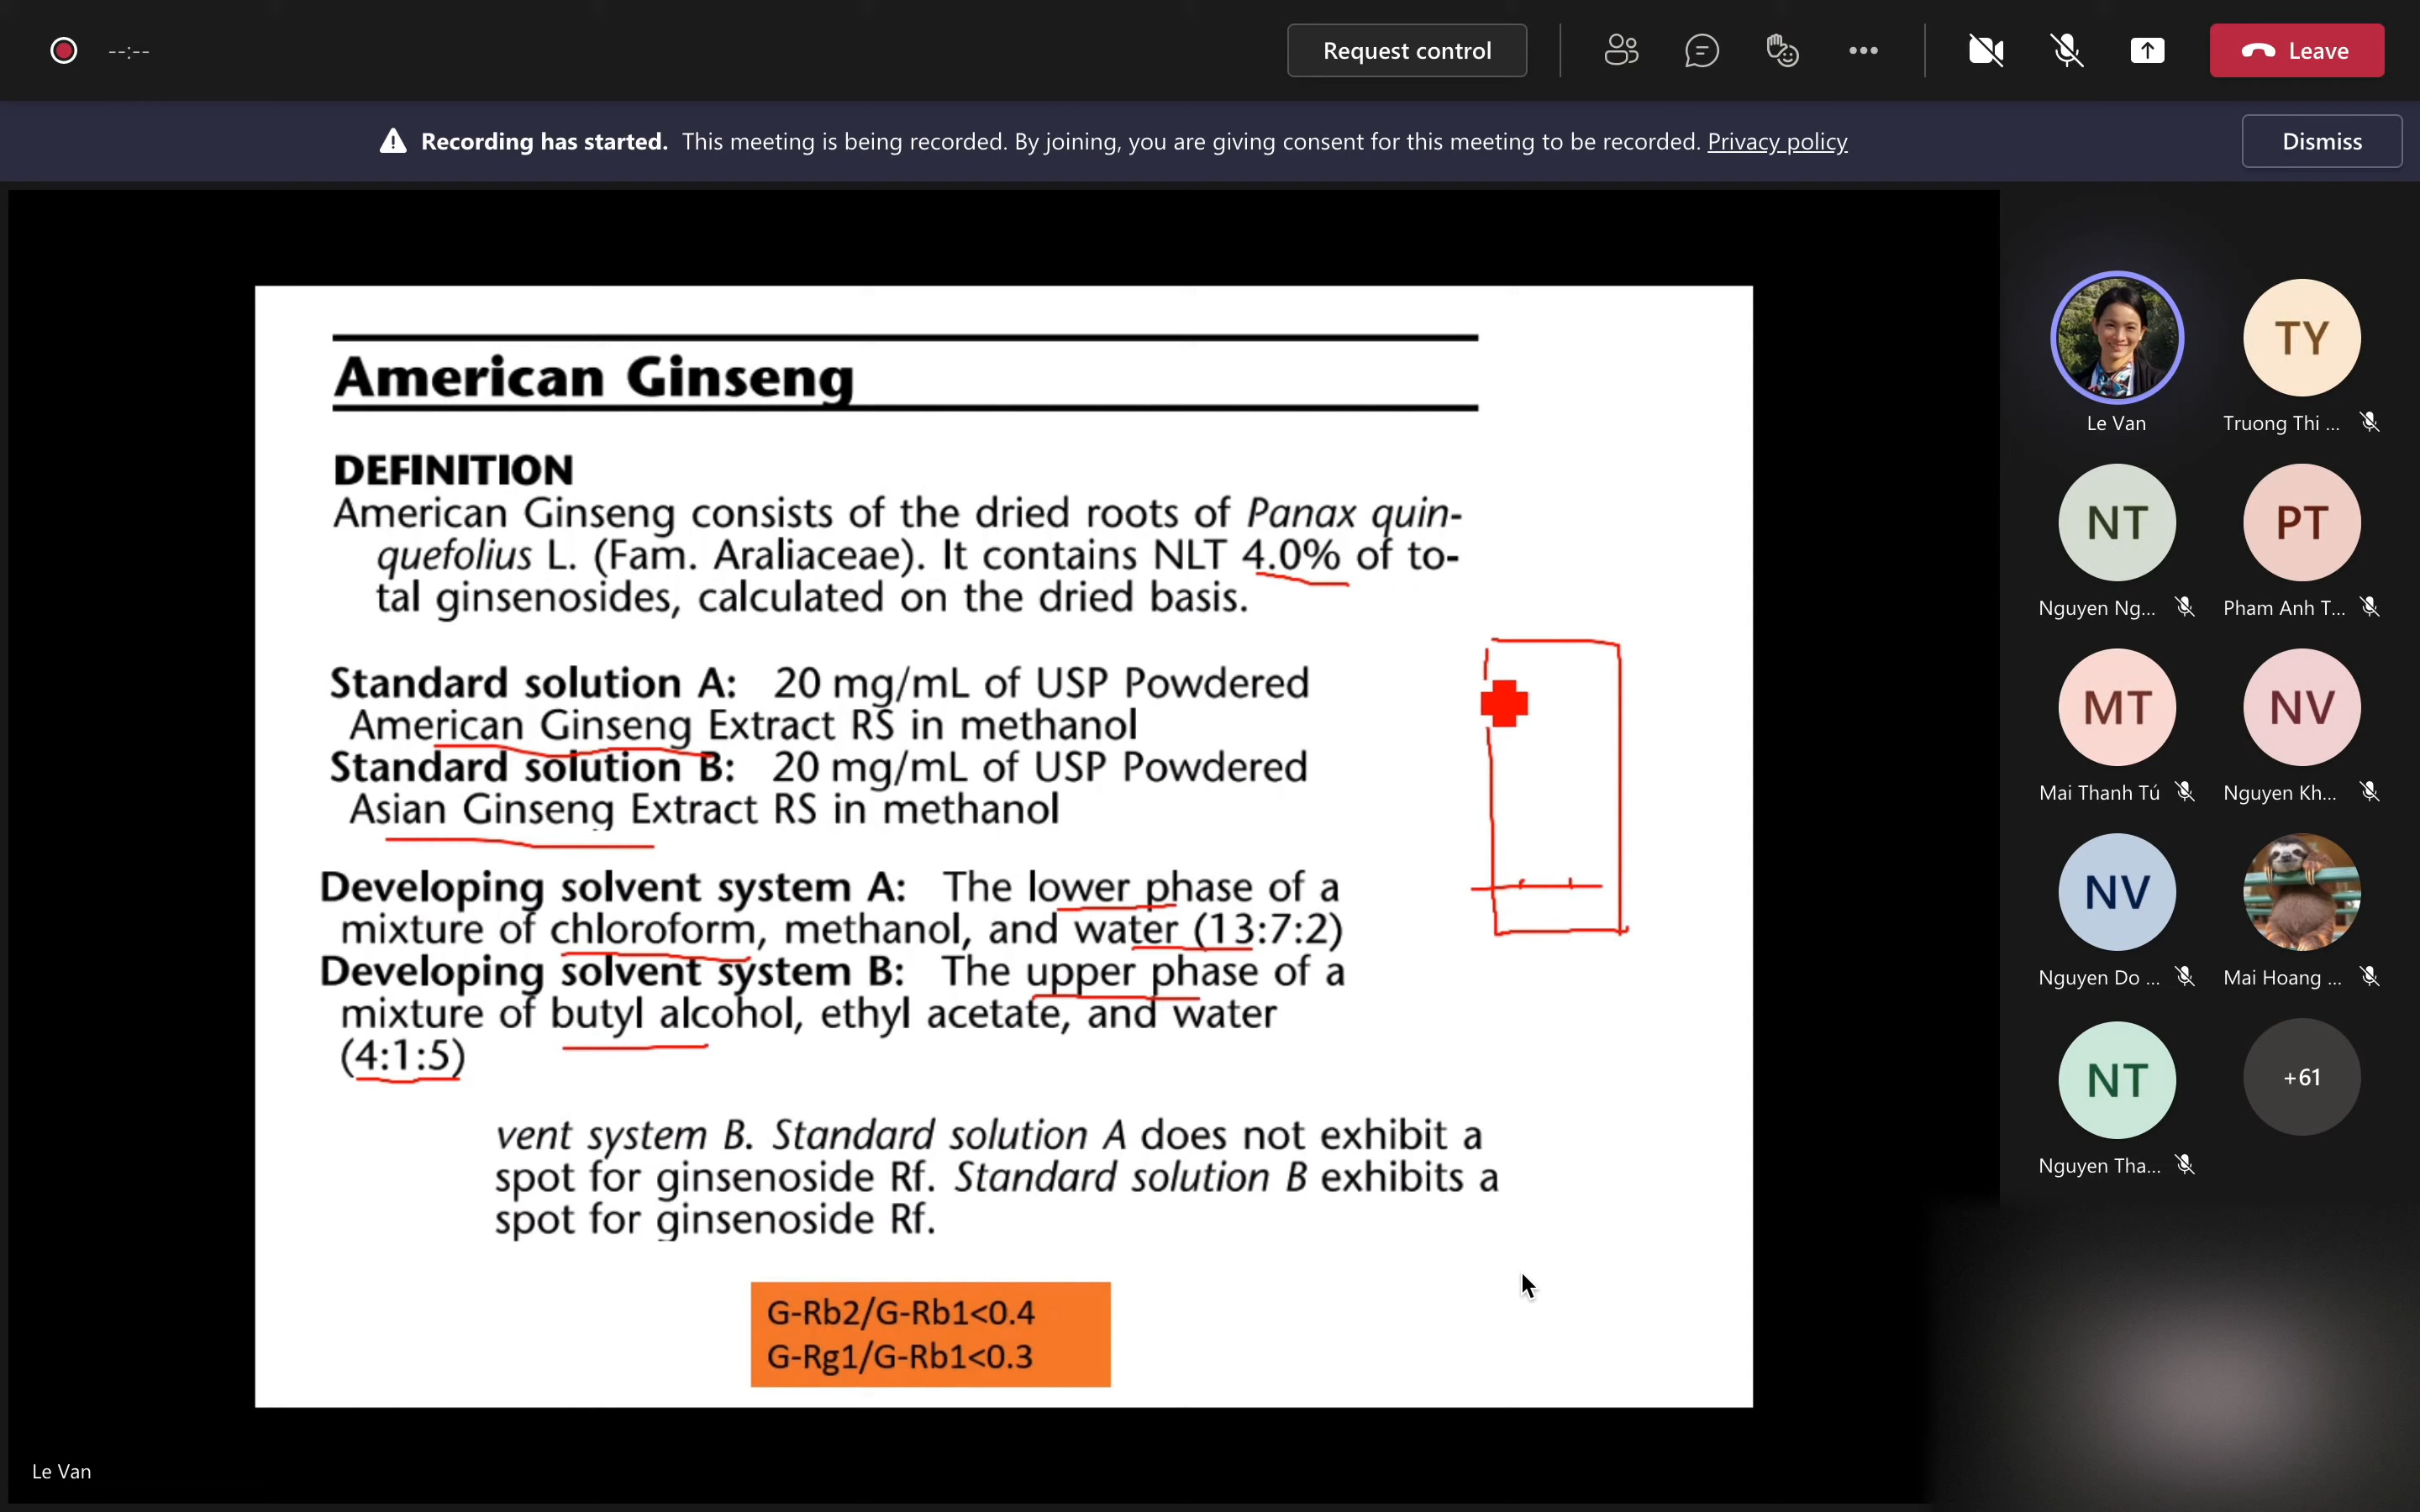 --:--
Request control
Leave
Recording has started. This meeting is being recorded. By joining, you are giving consent for this meeting to be recorded. Privacy policy
Dismiss
American Ginseng
DEFINITION
American Ginseng consists of the dried roots of Panax quin-
quefolius L. (Fam. Araliaceae). It contains NLT 4.0% of to-
tal ginsenosides, calculated on the dried basis.
Standard solution A: 20 mg/mL of USP Powdered
American Ginseng Extract RS in methanol
Standard solution B: 20 mg/mL of USP Powdered
Asian Ginseng Extract RS in methanol
Developing solvent system A: The lower phase of a
mixture of chloroform, methanol, and water (13:7:2)
Developing solvent system B: The upper phase of a
mixture of butyl alcohol, ethyl acetate, and water
(4:1:5)
vent system B. Standard solution A does not exhibit a
spot for ginsenoside Rf. Standard solution B exhibits a
spot for ginsenoside Rf.
G-Rb2/G-Rb1<0.4
G-Rg1/G-Rb1<0.3
Le Van
TY
Le Van
Truong Thi ...
NT
PT
Nguyen Ng...
Pham Anh T...
MT
NV
Mai Thanh Tú
Nguyen Kh...
NV
Nguyen Do ...
Mai Hoang ...
NT
+61
Nguyen Tha...